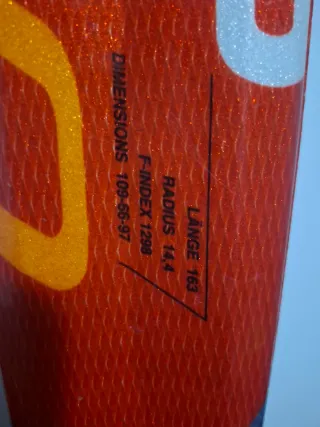 LÄNGE 163
RADIUS 14,4
F-INDEX 1298
DIMENSIONS 109-66-97